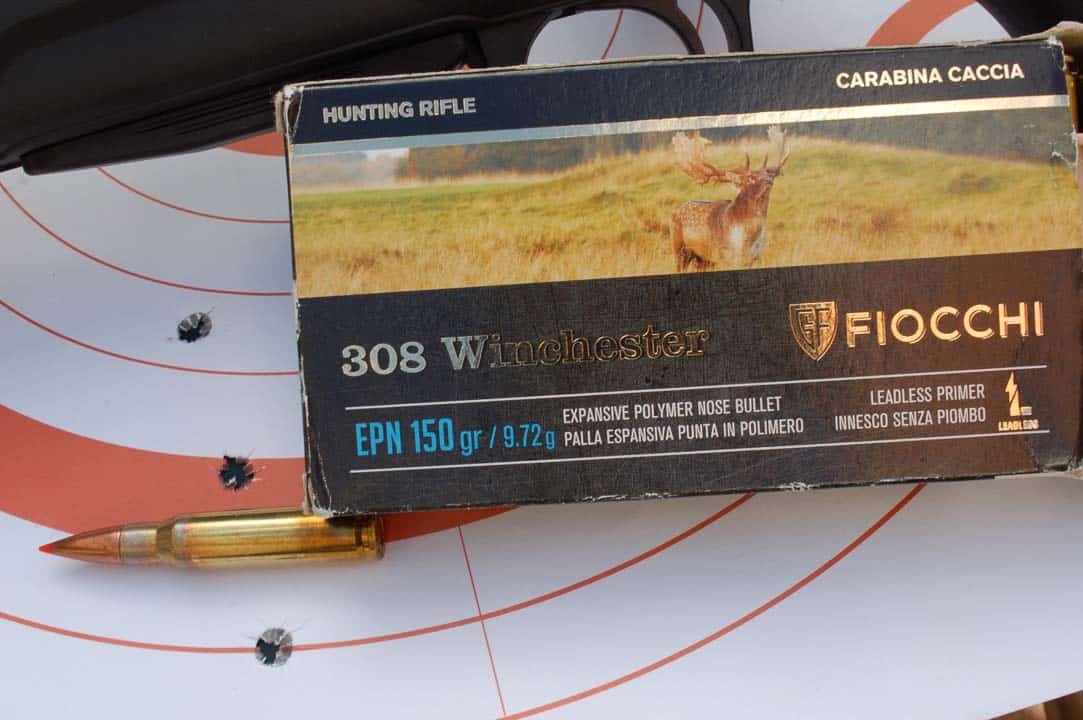 HUNTING RIFLE
CARABINA CACCIA
308 Winchester
GF FIOCCHI
EPN 150 gr / 9.72 g
EXPANSIVE POLYMER NOSE BULLET
PALLA ESPANSIVA PUNTA IN POLIMERO
LEADLESS PRIMER
INNESCO SENZA PIOMBO
LEADLESS